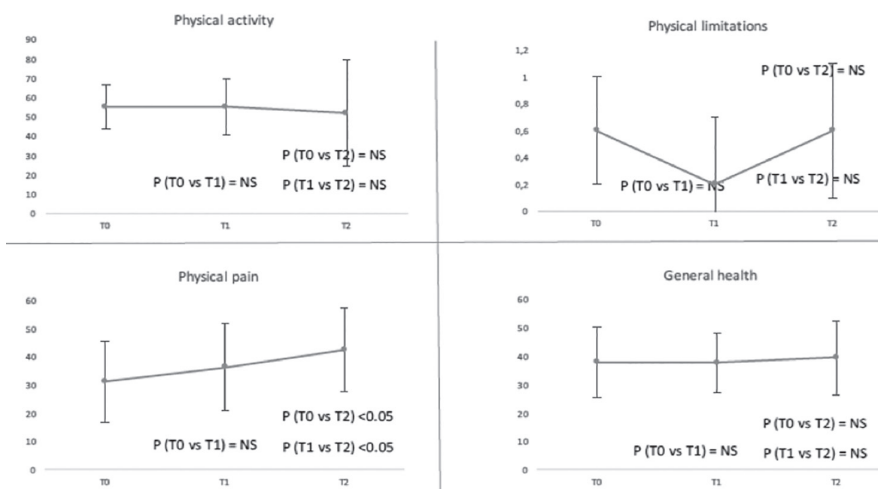 Physical activity
90
80
70
60
50
40
30
20
10
0
P (T0 vs T2) = NS
P (T0 vs T1) = NS
P (T1 vs T2) = NS
T0
T1
T2
Physical limitations
1,2
1
0,8
0,6
0,4
0,2
0
P (T0 vs T2) = NS
P (T0 vs T1) = NS
P (T1 vs T2) = NS
T0
T1
T2
Physical pain
60
50
40
30
20
10
0
P (T0 vs T2) <0.05
P (T0 vs T1) = NS
P (T1 vs T2) <0.05
T0
T1
T2
General health
60
50
40
30
20
10
0
P (T0 vs T2) = NS
P (T0 vs T1) = NS
P (T1 vs T2) = NS
T0
T1
T2